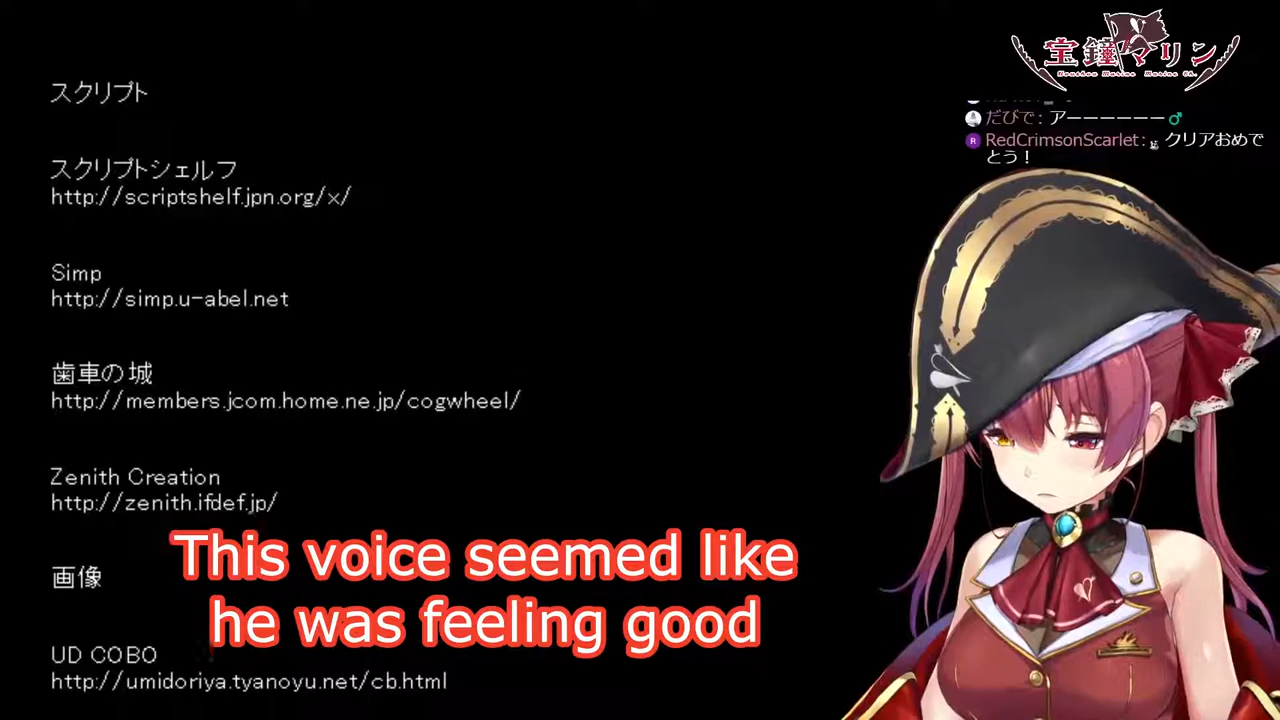 スクリプト
スクリプトシェルフ
http://scriptshelf.jpn.org/x/
Simp
http://simp.u-abel.net
歯車の城
http://members.jcom.home.ne.jp/cogwheel/
Zenith Creation
http://zenith.ifdef.jp/
画像
UD COBO
http://umidoriya.tyanoyu.net/cb.html
This voice seemed like
he was feeling good
宝鐘マリン
Houshou Marine Marine Ch.
だびで: アーーーーーー♂
RedCrimsonScarlet: クリアおめで
とう!